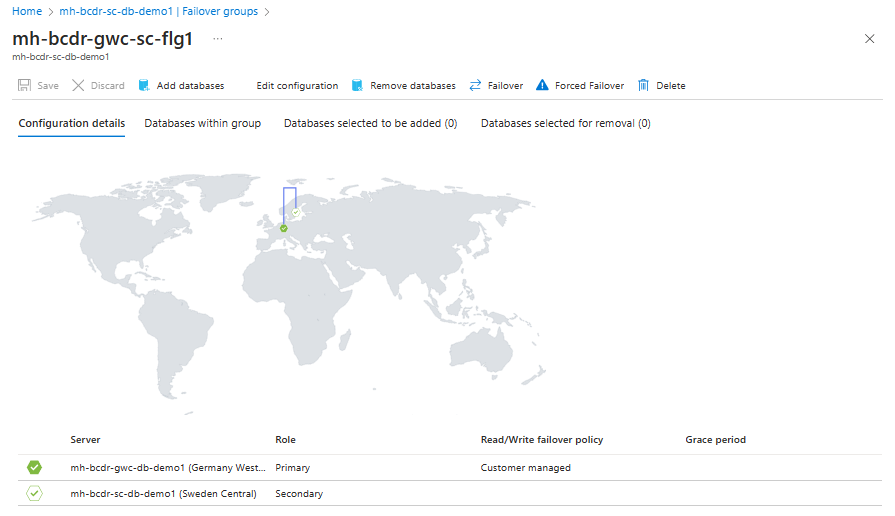 Home > mh-bcdr-sc-db-demo1 | Failover groups >
mh-bcdr-gwc-sc-flg1 ...
mh-bcdr-sc-db-demo1
Save Discard Add databases Edit configuration Remove databases Failover Forced Failover Delete
Configuration details Databases within group Databases selected to be added (0) Databases selected for removal (0)
Server Role Read/Write failover policy Grace period
mh-bcdr-gwc-db-demo1 (Germany West... Primary Customer managed
mh-bcdr-sc-db-demo1 (Sweden Central) Secondary